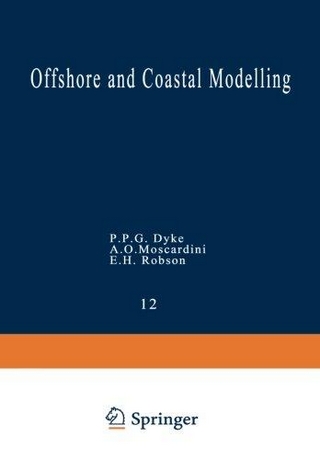 Offshore and Coastal Modelling
P.P.G. Dyke
A.O.Moscardini
E.H. Robson
12
Springer